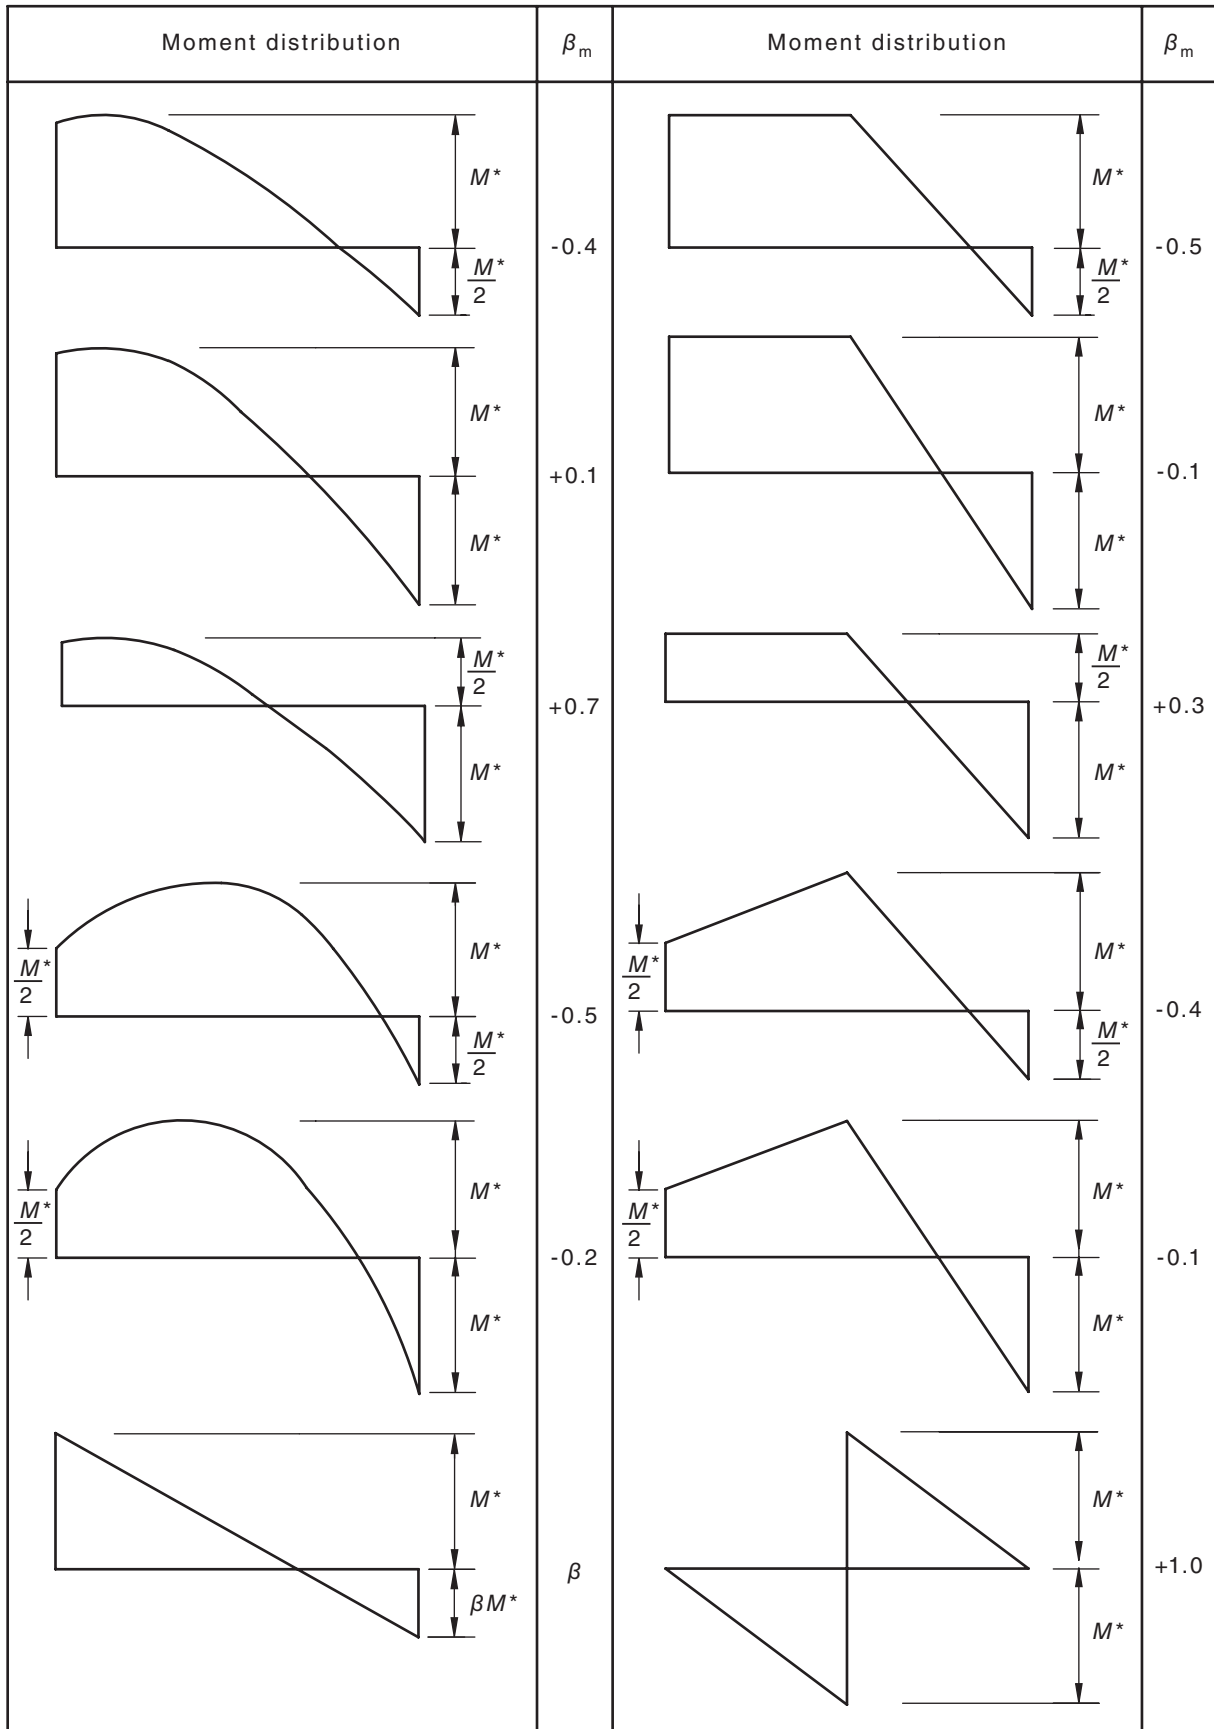 Moment distribution βm Moment distribution βm
M* M*
-0.4 -0.5
M*/2 M*/2
M* M*
+0.1 -0.1
M* M*
M*/2 M*/2
+0.7 +0.3
M* M*
M* M*
M*/2 M*/2
-0.5 -0.4
M*/2 M*/2
M* M*
M*/2 M*/2
-0.2 -0.1
M* M*
M* M*
β +1.0
βM* M*